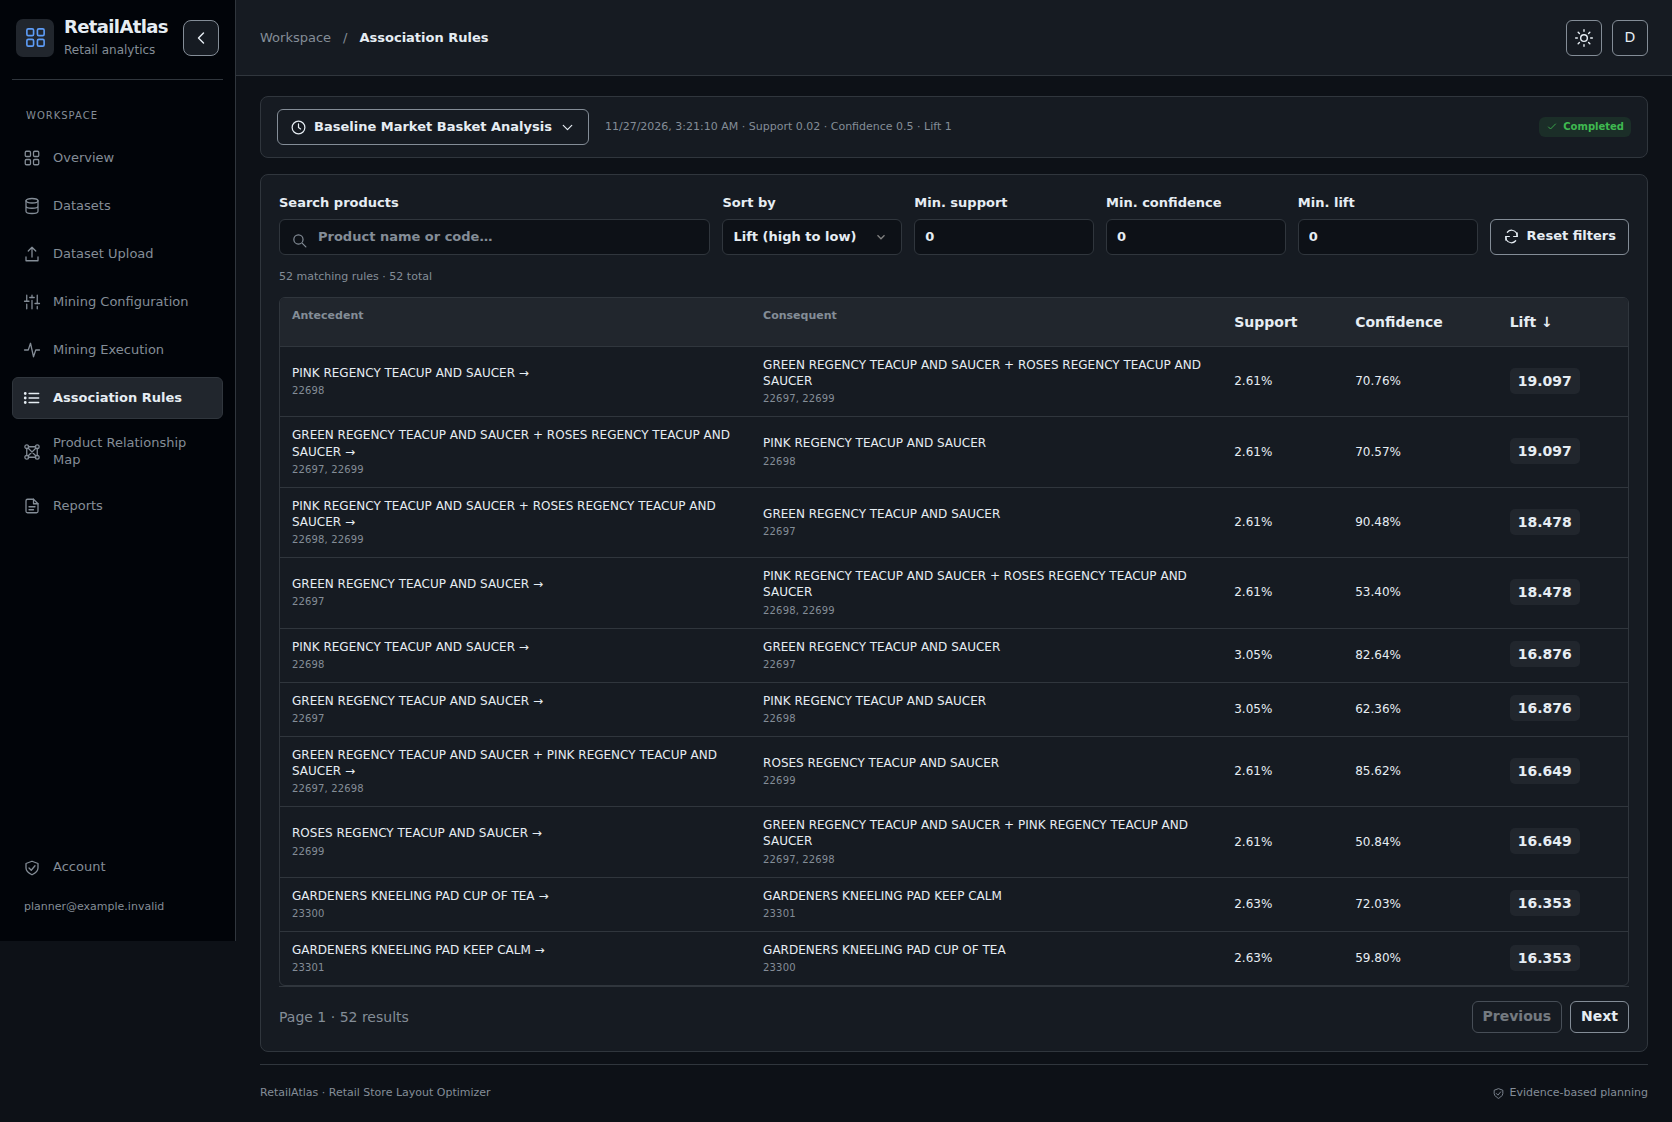 RetailAtlas
Retail analytics
WORKSPACE
Overview
Datasets
Dataset Upload
Mining Configuration
Mining Execution
Association Rules
Product Relationship
Map
Reports
Account
planner@example.invalid
Workspace / Association Rules
D
Baseline Market Basket Analysis
11/27/2026, 3:21:10 AM · Support 0.02 · Confidence 0.5 · Lift 1
Completed
Search products
Sort by
Min. support
Min. confidence
Min. lift
Product name or code…
Lift (high to low)
0
0
0
Reset filters
52 matching rules · 52 total
Antecedent
Consequent
Support
Confidence
Lift ↓
PINK REGENCY TEACUP AND SAUCER →
22698
GREEN REGENCY TEACUP AND SAUCER + ROSES REGENCY TEACUP AND
SAUCER
22697, 22699
2.61%
70.76%
19.097
GREEN REGENCY TEACUP AND SAUCER + ROSES REGENCY TEACUP AND
SAUCER →
22697, 22699
PINK REGENCY TEACUP AND SAUCER
22698
2.61%
70.57%
19.097
PINK REGENCY TEACUP AND SAUCER + ROSES REGENCY TEACUP AND
SAUCER →
22698, 22699
GREEN REGENCY TEACUP AND SAUCER
22697
2.61%
90.48%
18.478
GREEN REGENCY TEACUP AND SAUCER →
22697
PINK REGENCY TEACUP AND SAUCER + ROSES REGENCY TEACUP AND
SAUCER
22698, 22699
2.61%
53.40%
18.478
PINK REGENCY TEACUP AND SAUCER →
22698
GREEN REGENCY TEACUP AND SAUCER
22697
3.05%
82.64%
16.876
GREEN REGENCY TEACUP AND SAUCER →
22697
PINK REGENCY TEACUP AND SAUCER
22698
3.05%
62.36%
16.876
GREEN REGENCY TEACUP AND SAUCER + PINK REGENCY TEACUP AND
SAUCER →
22697, 22698
ROSES REGENCY TEACUP AND SAUCER
22699
2.61%
85.62%
16.649
ROSES REGENCY TEACUP AND SAUCER →
22699
GREEN REGENCY TEACUP AND SAUCER + PINK REGENCY TEACUP AND
SAUCER
22697, 22698
2.61%
50.84%
16.649
GARDENERS KNEELING PAD CUP OF TEA →
23300
GARDENERS KNEELING PAD KEEP CALM
23301
2.63%
72.03%
16.353
GARDENERS KNEELING PAD KEEP CALM →
23301
GARDENERS KNEELING PAD CUP OF TEA
23300
2.63%
59.80%
16.353
Page 1 · 52 results
Previous
Next
RetailAtlas · Retail Store Layout Optimizer
Evidence-based planning